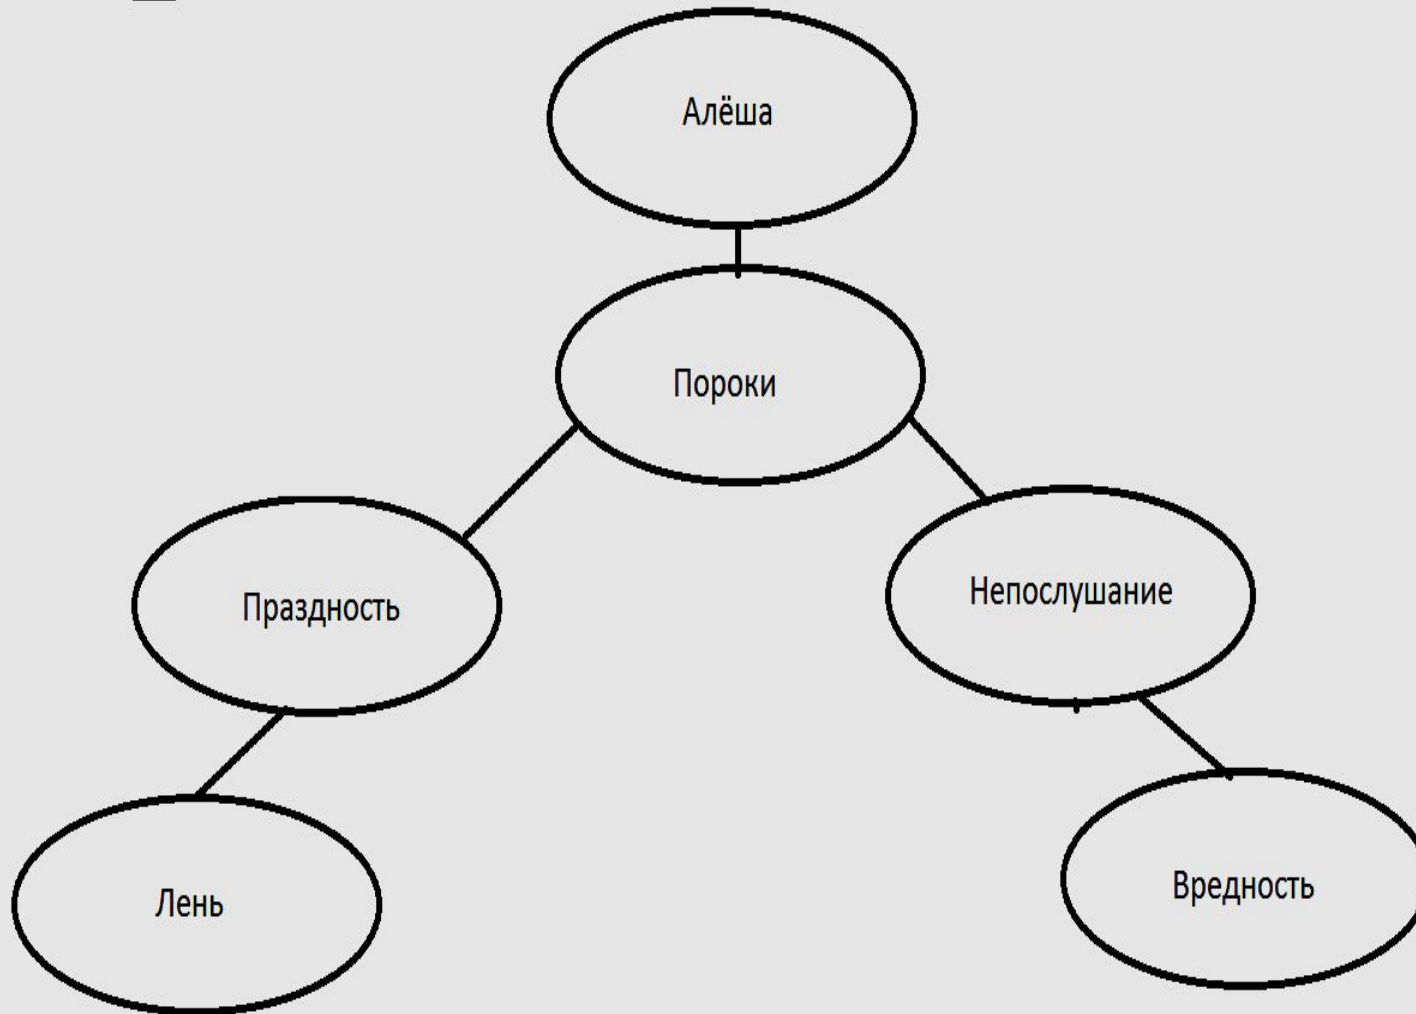 Алёша
Пороки
Праздность
Непослушание
Лень
Вредность